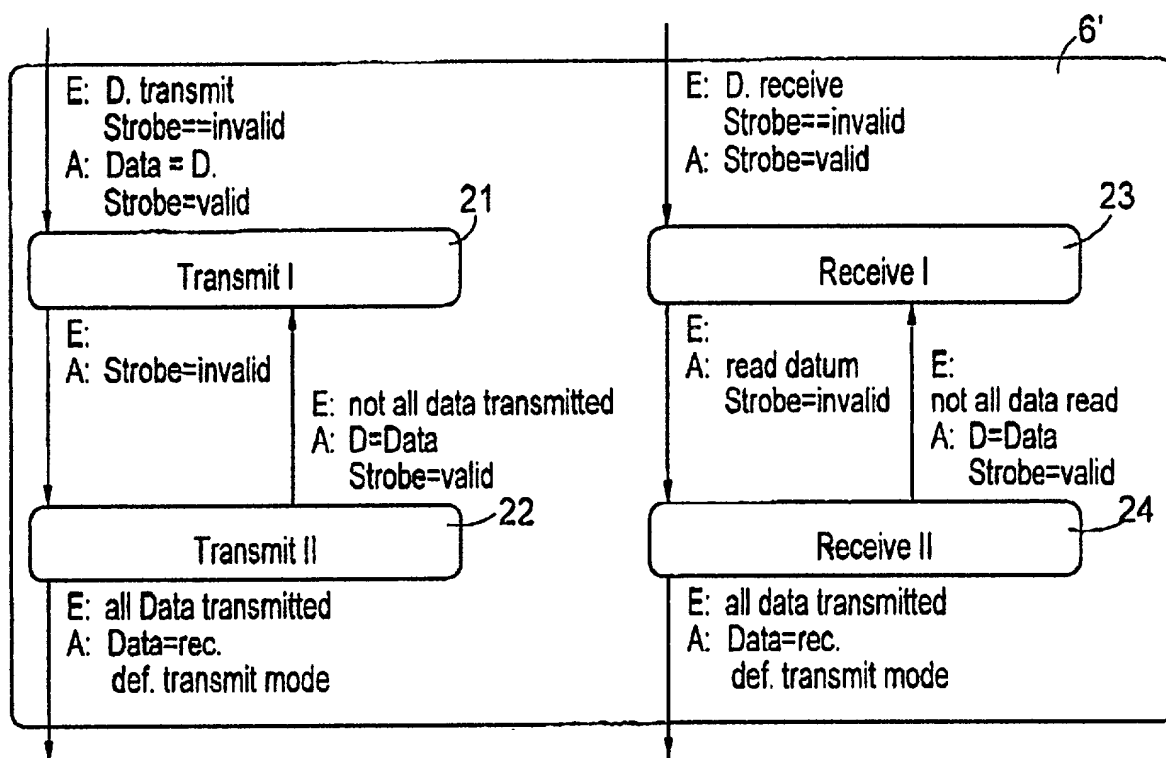 6'
E: D. transmit
Strobe==invalid
A: Data = D.
Strobe=valid
21
Transmit I
E:
A: Strobe=invalid
E: not all data transmitted
A: D=Data
Strobe=valid
22
Transmit II
E: all Data transmitted
A: Data=rec.
def. transmit mode
E: D. receive
Strobe==invalid
A: Strobe=valid
23
Receive I
E:
A: read datum
Strobe=invalid
E:
not all data read
A: D=Data
Strobe=valid
24
Receive II
E: all data transmitted
A: Data=rec.
def. transmit mode